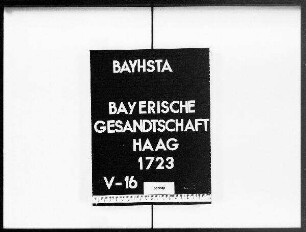 BAYHSTA
BAYERISCHE
GESANDTSCHAFT
HAAG
1723
V-16